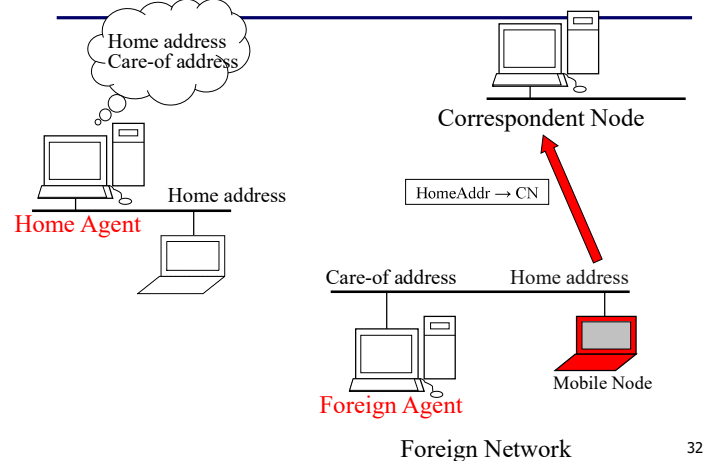 Home address
Care-of address
Correspondent Node
Home address
HomeAddr → CN
Home Agent
Care-of address
Home address
Mobile Node
Foreign Agent
Foreign Network
32